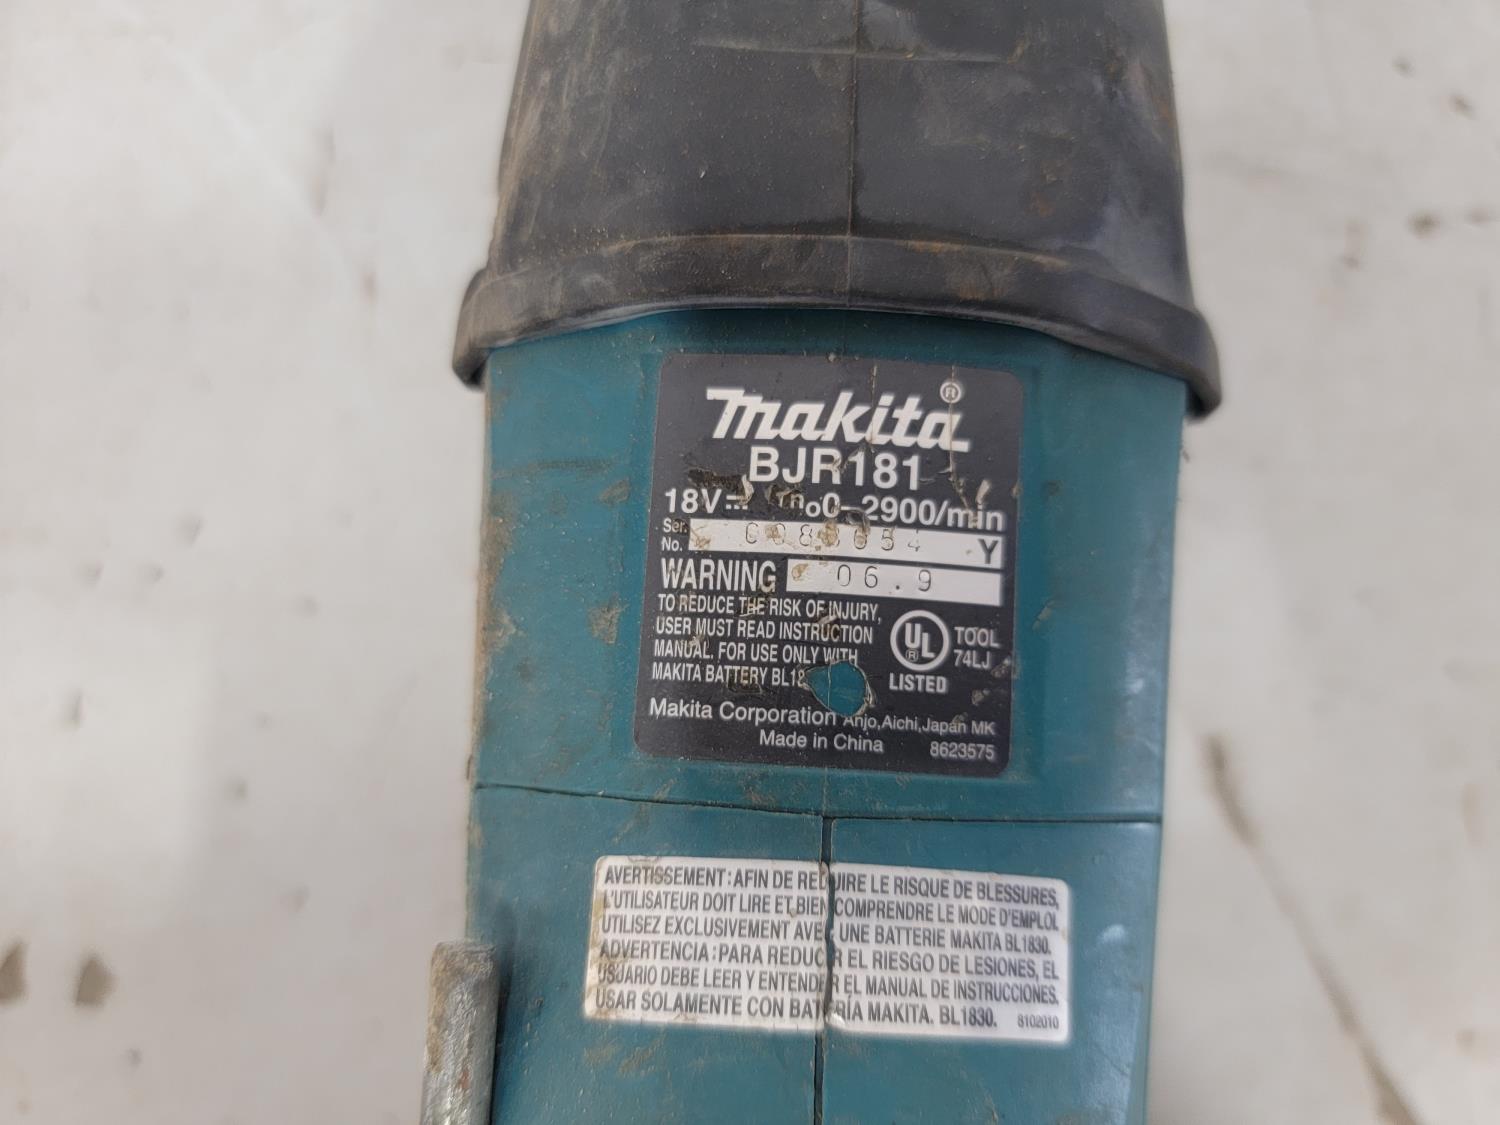 makita®
BJR181
18V⎓ no0-2900/min
Ser. No. Y
WARNING 06.9
TO REDUCE THE RISK OF INJURY,
USER MUST READ INSTRUCTION
MANUAL. FOR USE ONLY WITH
MAKITA BATTERY
UL® LISTED
TOOL
74LJ
Makita Corporation Anjo,Aichi,Japan MK
Made in China 8623575
AVERTISSEMENT:AFIN DE REDUIRE LE RISQUE DE BLESSURES,
L'UTILISATEUR DOIT LIRE ET BIEN COMPRENDRE LE MODE D'EMPLOI.
UTILISEZ EXCLUSIVEMENT AVEC UNE BATTERIE MAKITA BL1830.
ADVERTENCIA:PARA REDUCIR EL RIESGO DE LESIONES, EL
USUARIO DEBE LEER Y ENTENDER EL MANUAL DE INSTRUCCIONES.
USAR SOLAMENTE CON BATERÍA MAKITA. BL1830. 8102010